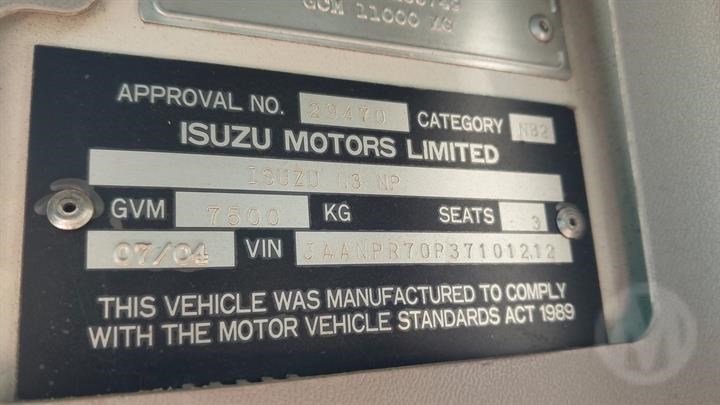 GCM 11000 KG
APPROVAL NO. 29470 CATEGORY NB2
ISUZU MOTORS LIMITED
ISUZU N3 NP
GVM 7500 KG SEATS 3
07/04 VIN JAANPR70P37101212
THIS VEHICLE WAS MANUFACTURED TO COMPLY
WITH THE MOTOR VEHICLE STANDARDS ACT 1989